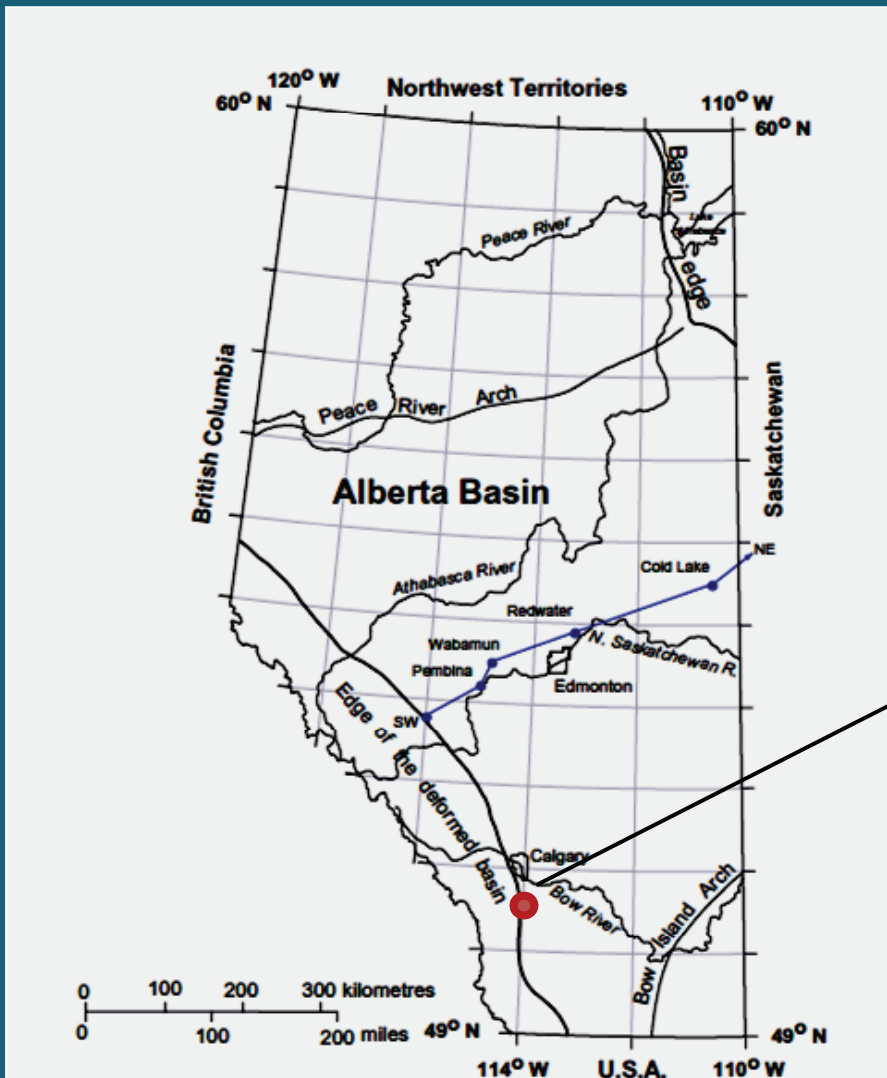 120° W
Northwest Territories
110° W
60° N
60° N
Basin
Lake
edge
Peace River
British Columbia
Peace River Arch
Saskatchewan
Alberta Basin
NE
Cold Lake
Athabasca River
Redwater
N. Saskatchewan R.
Wabamun
Pembina
Edmonton
SW
Edge of the deformed basin
Calgary
Bow River
Bow Island Arch
0 100 200 300 kilometres
0 100 200 miles
49° N
49° N
114° W
U.S.A.
110° W